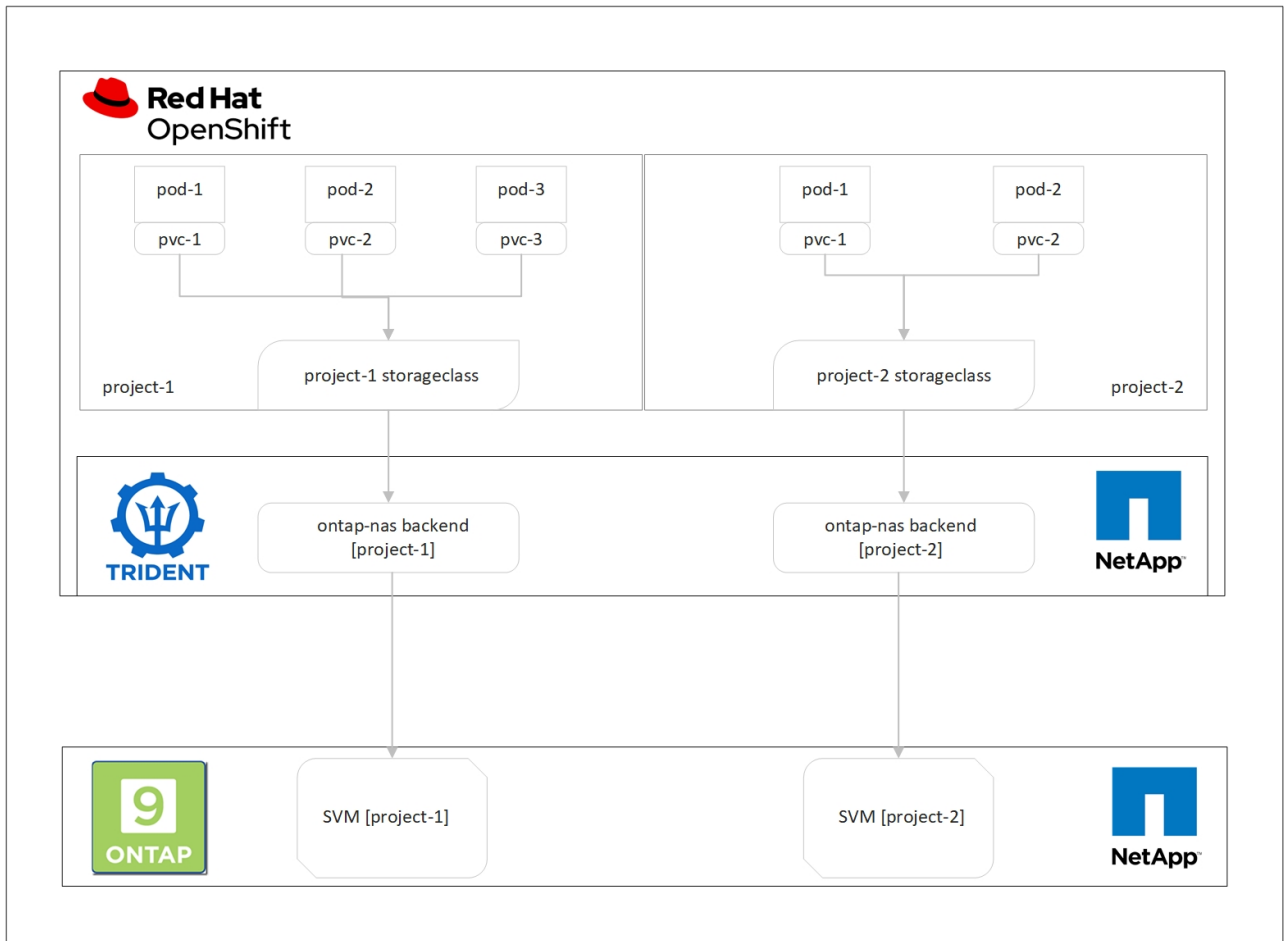 Red Hat
OpenShift
pod-1
pod-2
pod-3
pod-1
pod-2
pvc-1
pvc-2
pvc-3
pvc-1
pvc-2
project-1 storageclass
project-2 storageclass
project-1
project-2
TRIDENT
ontap-nas backend
[project-1]
ontap-nas backend
[project-2]
NetApp™
9
ONTAP
SVM [project-1]
SVM [project-2]
NetApp™